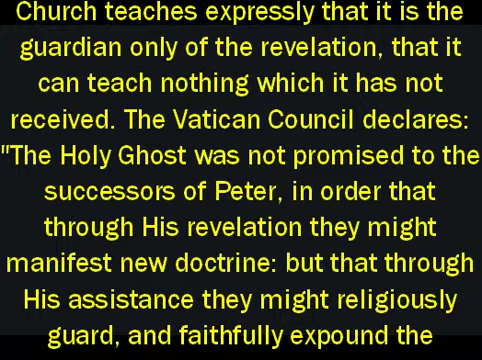 Church teaches expressly that it is the
guardian only of the revelation, that it
can teach nothing which it has not
received. The Vatican Council declares:
"The Holy Ghost was not promised to the
successors of Peter, in order that
through His revelation they might
manifest new doctrine: but that through
His assistance they might religiously
guard, and faithfully expound the